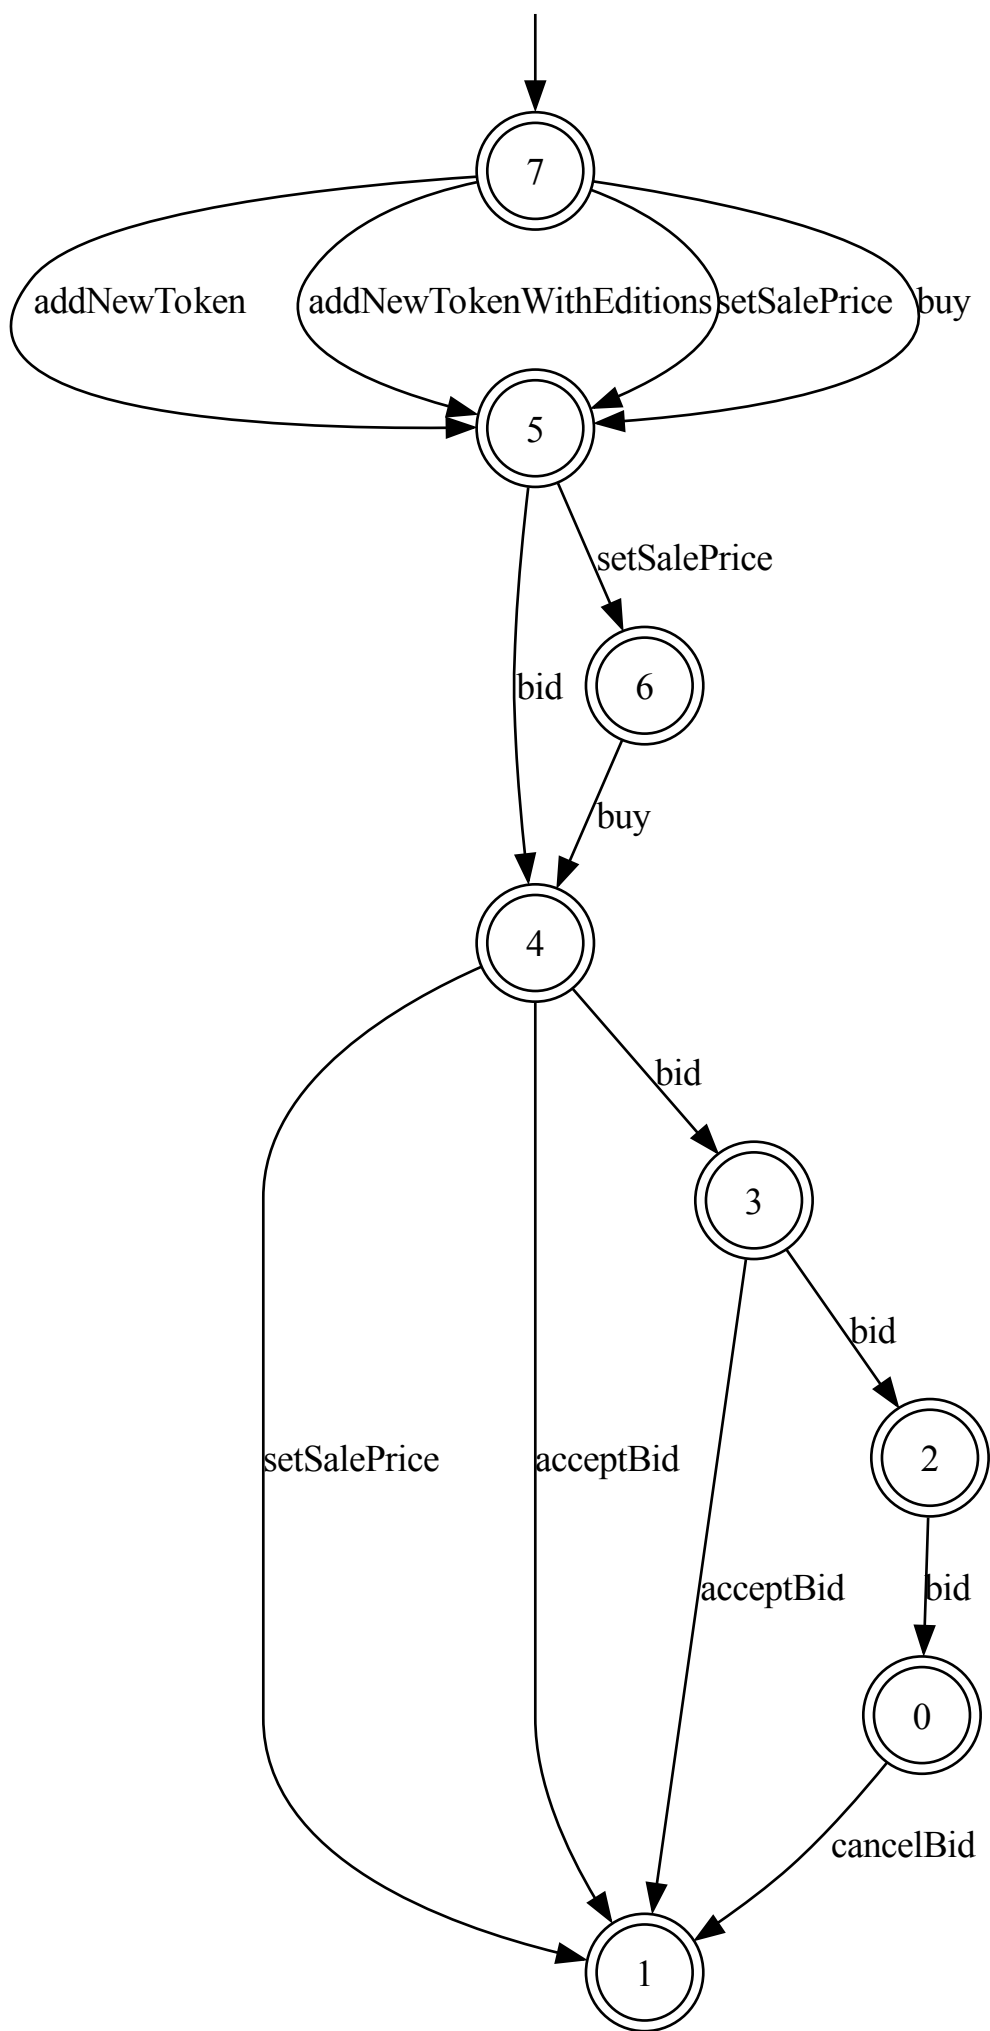 7
addNewToken addNewTokenWithEditions setSalePrice buy
5
setSalePrice
bid 6
buy
4
bid
3
bid
setSalePrice acceptBid 2
acceptBid bid
0
cancelBid
1